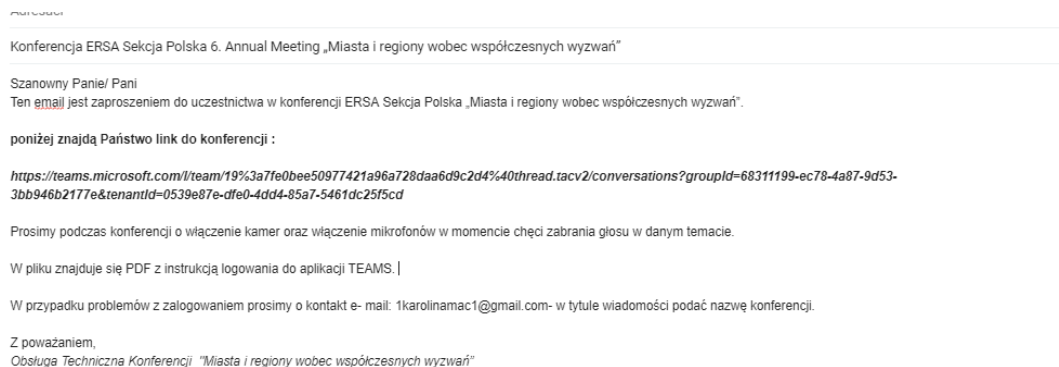 Adresaci
Konferencja ERSA Sekcja Polska 6. Annual Meeting „Miasta i regiony wobec współczesnych wyzwań”
Szanowny Panie/ Pani
Ten email jest zaproszeniem do uczestnictwa w konferencji ERSA Sekcja Polska „Miasta i regiony wobec współczesnych wyzwań”.
poniżej znajdą Państwo link do konferencji :
https://teams.microsoft.com/l/team/19%3a7fe0bee50977421a96a728daa6d9c2d4%40thread.tacv2/conversations?groupId=68311199-ec78-4a87-9d53-
3bb946b2177e&tenantId=0539e87e-dfe0-4dd4-85a7-5461dc25f5cd
Prosimy podczas konferencji o włączenie kamer oraz włączenie mikrofonów w momencie chęci zabrania głosu w danym temacie.
W pliku znajduje się PDF z instrukcją logowania do aplikacji TEAMS.
W przypadku problemów z zalogowaniem prosimy o kontakt e- mail: 1karolinamac1@gmail.com- w tytule wiadomości podać nazwę konferencji.
Z poważaniem,
Obsługa Techniczna Konferencji "Miasta i regiony wobec współczesnych wyzwań”